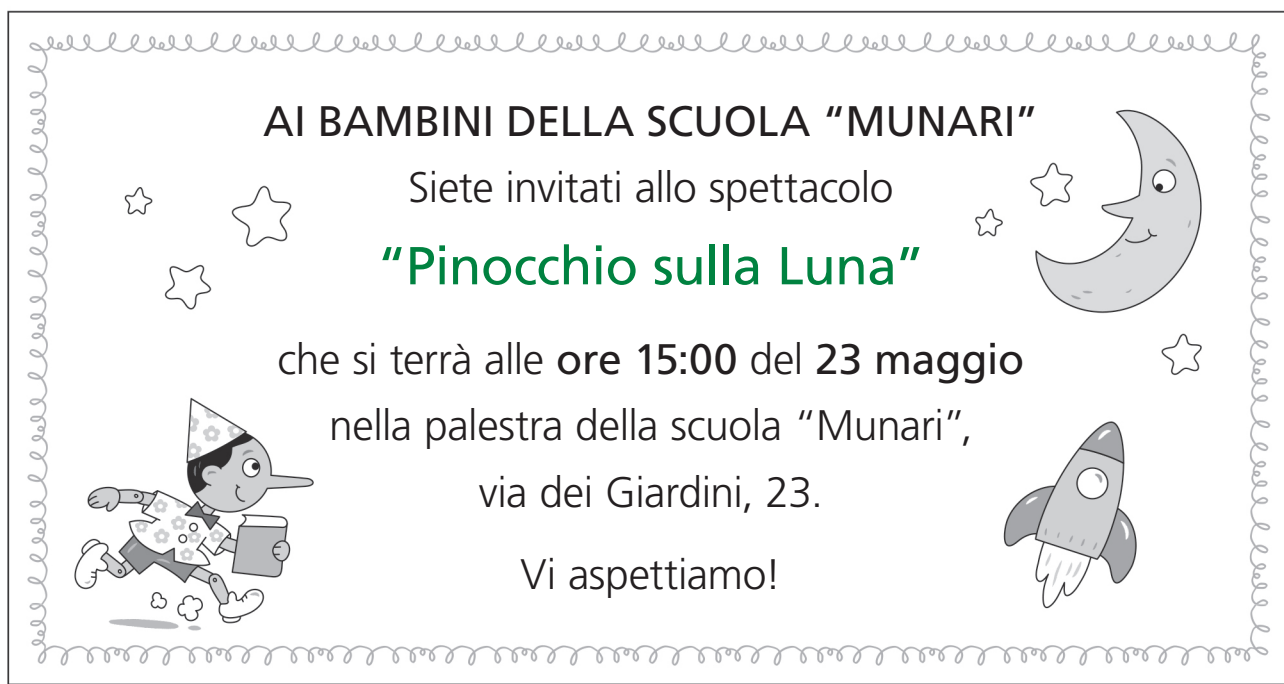 AI BAMBINI DELLA SCUOLA “MUNARI”
Siete invitati allo spettacolo
“Pinocchio sulla Luna”
che si terrà alle ore 15:00 del 23 maggio
nella palestra della scuola “Munari”,
via dei Giardini, 23.
Vi aspettiamo!